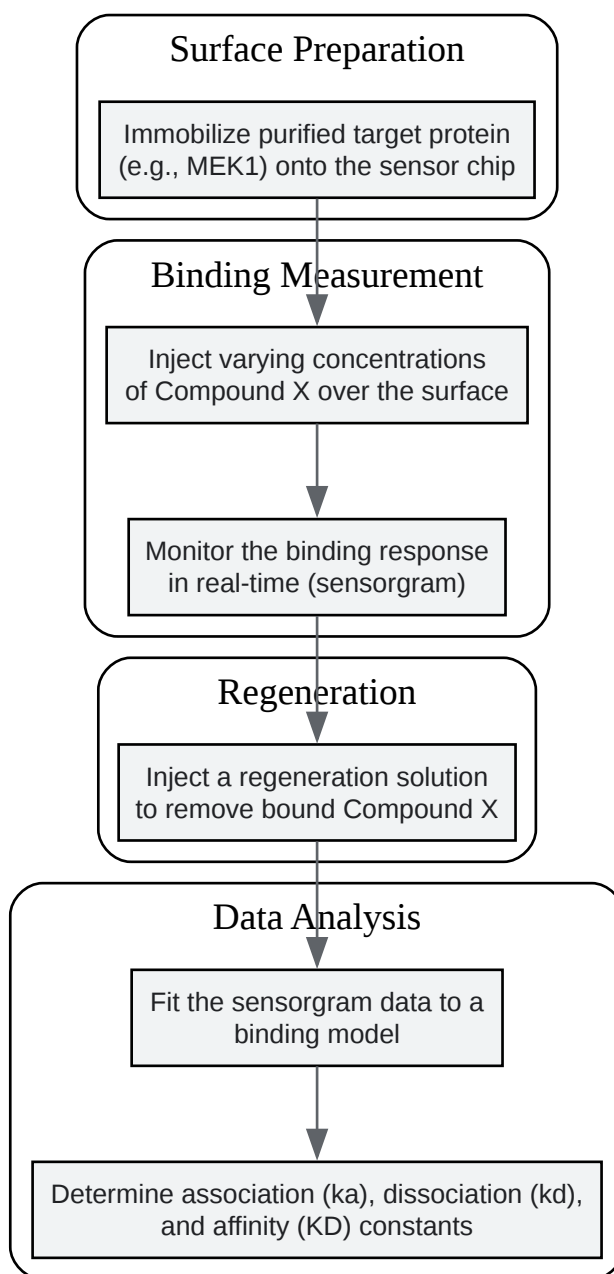 Surface Preparation
Immobilize purified target protein
(e.g., MEK1) onto the sensor chip
Binding Measurement
Inject varying concentrations
of Compound X over the surface
Monitor the binding response
in real-time (sensorgram)
Regeneration
Inject a regeneration solution
to remove bound Compound X
Data Analysis
Fit the sensorgram data to a
binding model
Determine association (ka), dissociation (kd),
and affinity (KD) constants